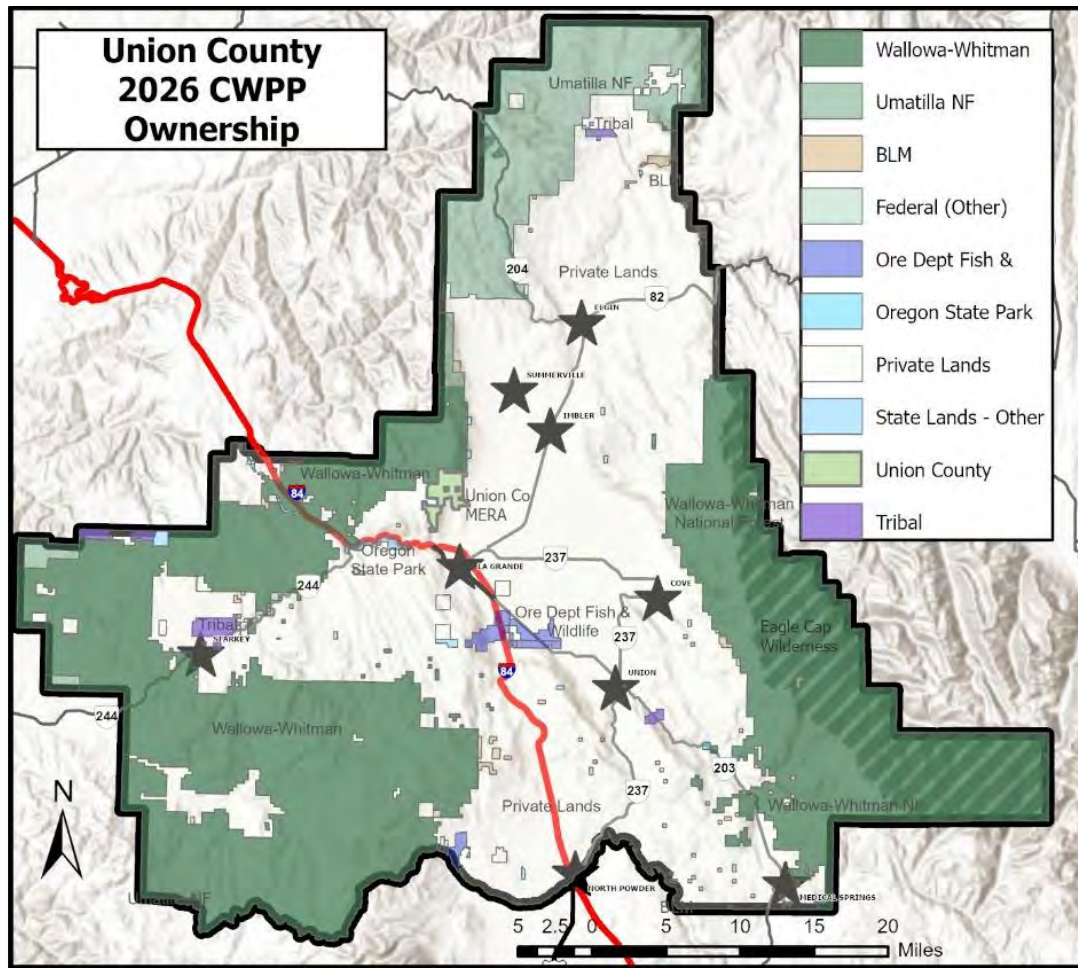 Union County
2026 CWPP
Ownership
Wallowa-Whitman
Umatilla NF
BLM
Federal (Other)
Ore Dept Fish &
Oregon State Park
Private Lands
State Lands - Other
Union County
Tribal
Umatilla NF
Tribal
BLM
204
Private Lands
82
ELGIN
SUMMERVILLE
IMBLER
Wallowa-Whitman
84
Union Co
MERA
Wallowa-Whitman
National Forest
Oregon
State Park
LA GRANDE
237
244
COVE
Ore Dept Fish &
Wildlife
Tribal
STARKEY
237
Eagle Cap
Wilderness
84
UNION
244
Wallowa-Whitman
203
237
Private Lands
Wallowa-Whitman NF
N
NORTH POWDER
MEDICAL SPRINGS
Umatilla NF
BLM
5 2.5 0 5 10 15 20
Miles